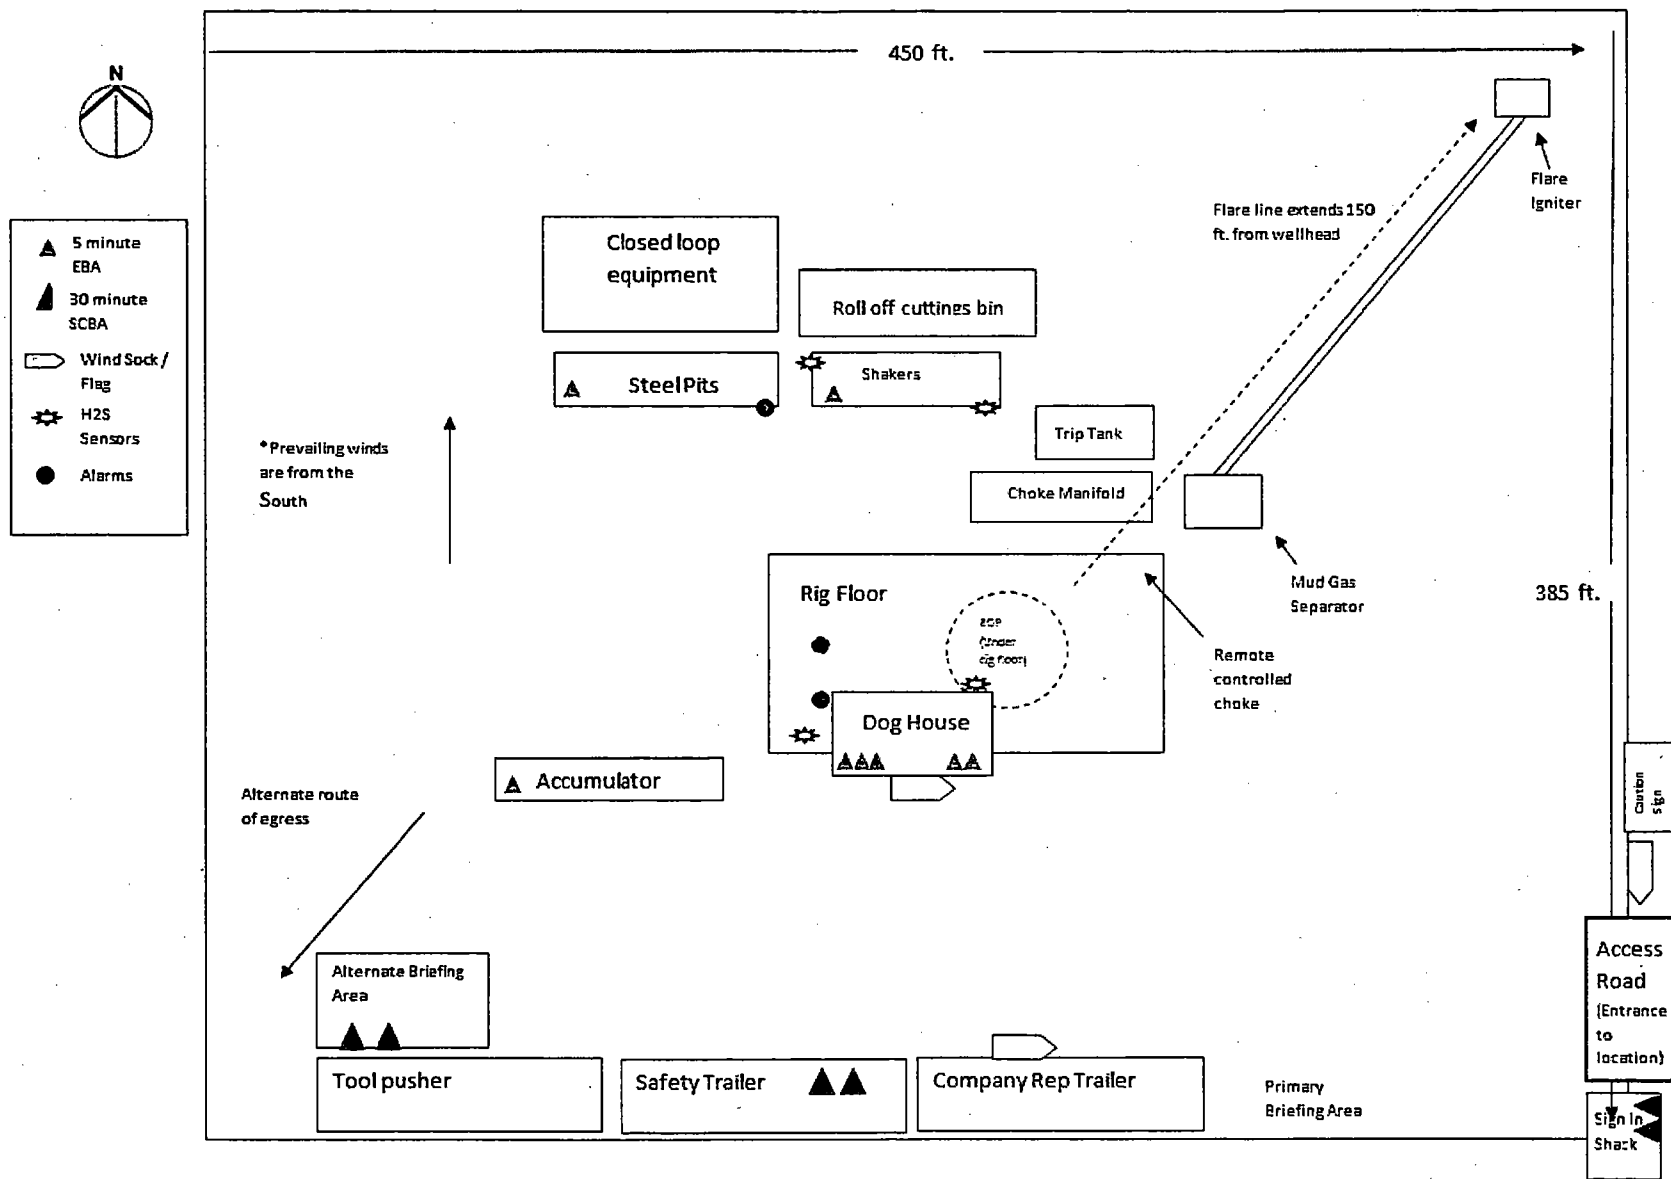 450 ft.
N
5 minute
EBA
30 minute
SCBA
Wind Sock /
Flag
H2S
Sensors
Alarms
Flare
Igniter
Flare line extends 150
ft. from wellhead
Closed loop
equipment
Roll off cuttings bin
Steel Pits
Shakers
Trip Tank
Choke Manifold
*Prevailing winds
are from the
South
Mud Gas
Separator
385 ft.
Rig Floor
BOP
(Under
rig floor)
Remote
controlled
choke
Dog House
Accumulator
Alternate route
of egress
Caution
sign
Access
Road
(Entrance
to
location)
Alternate Briefing
Area
Tool pusher
Safety Trailer
Company Rep Trailer
Primary
Briefing Area
Sign In
Shack